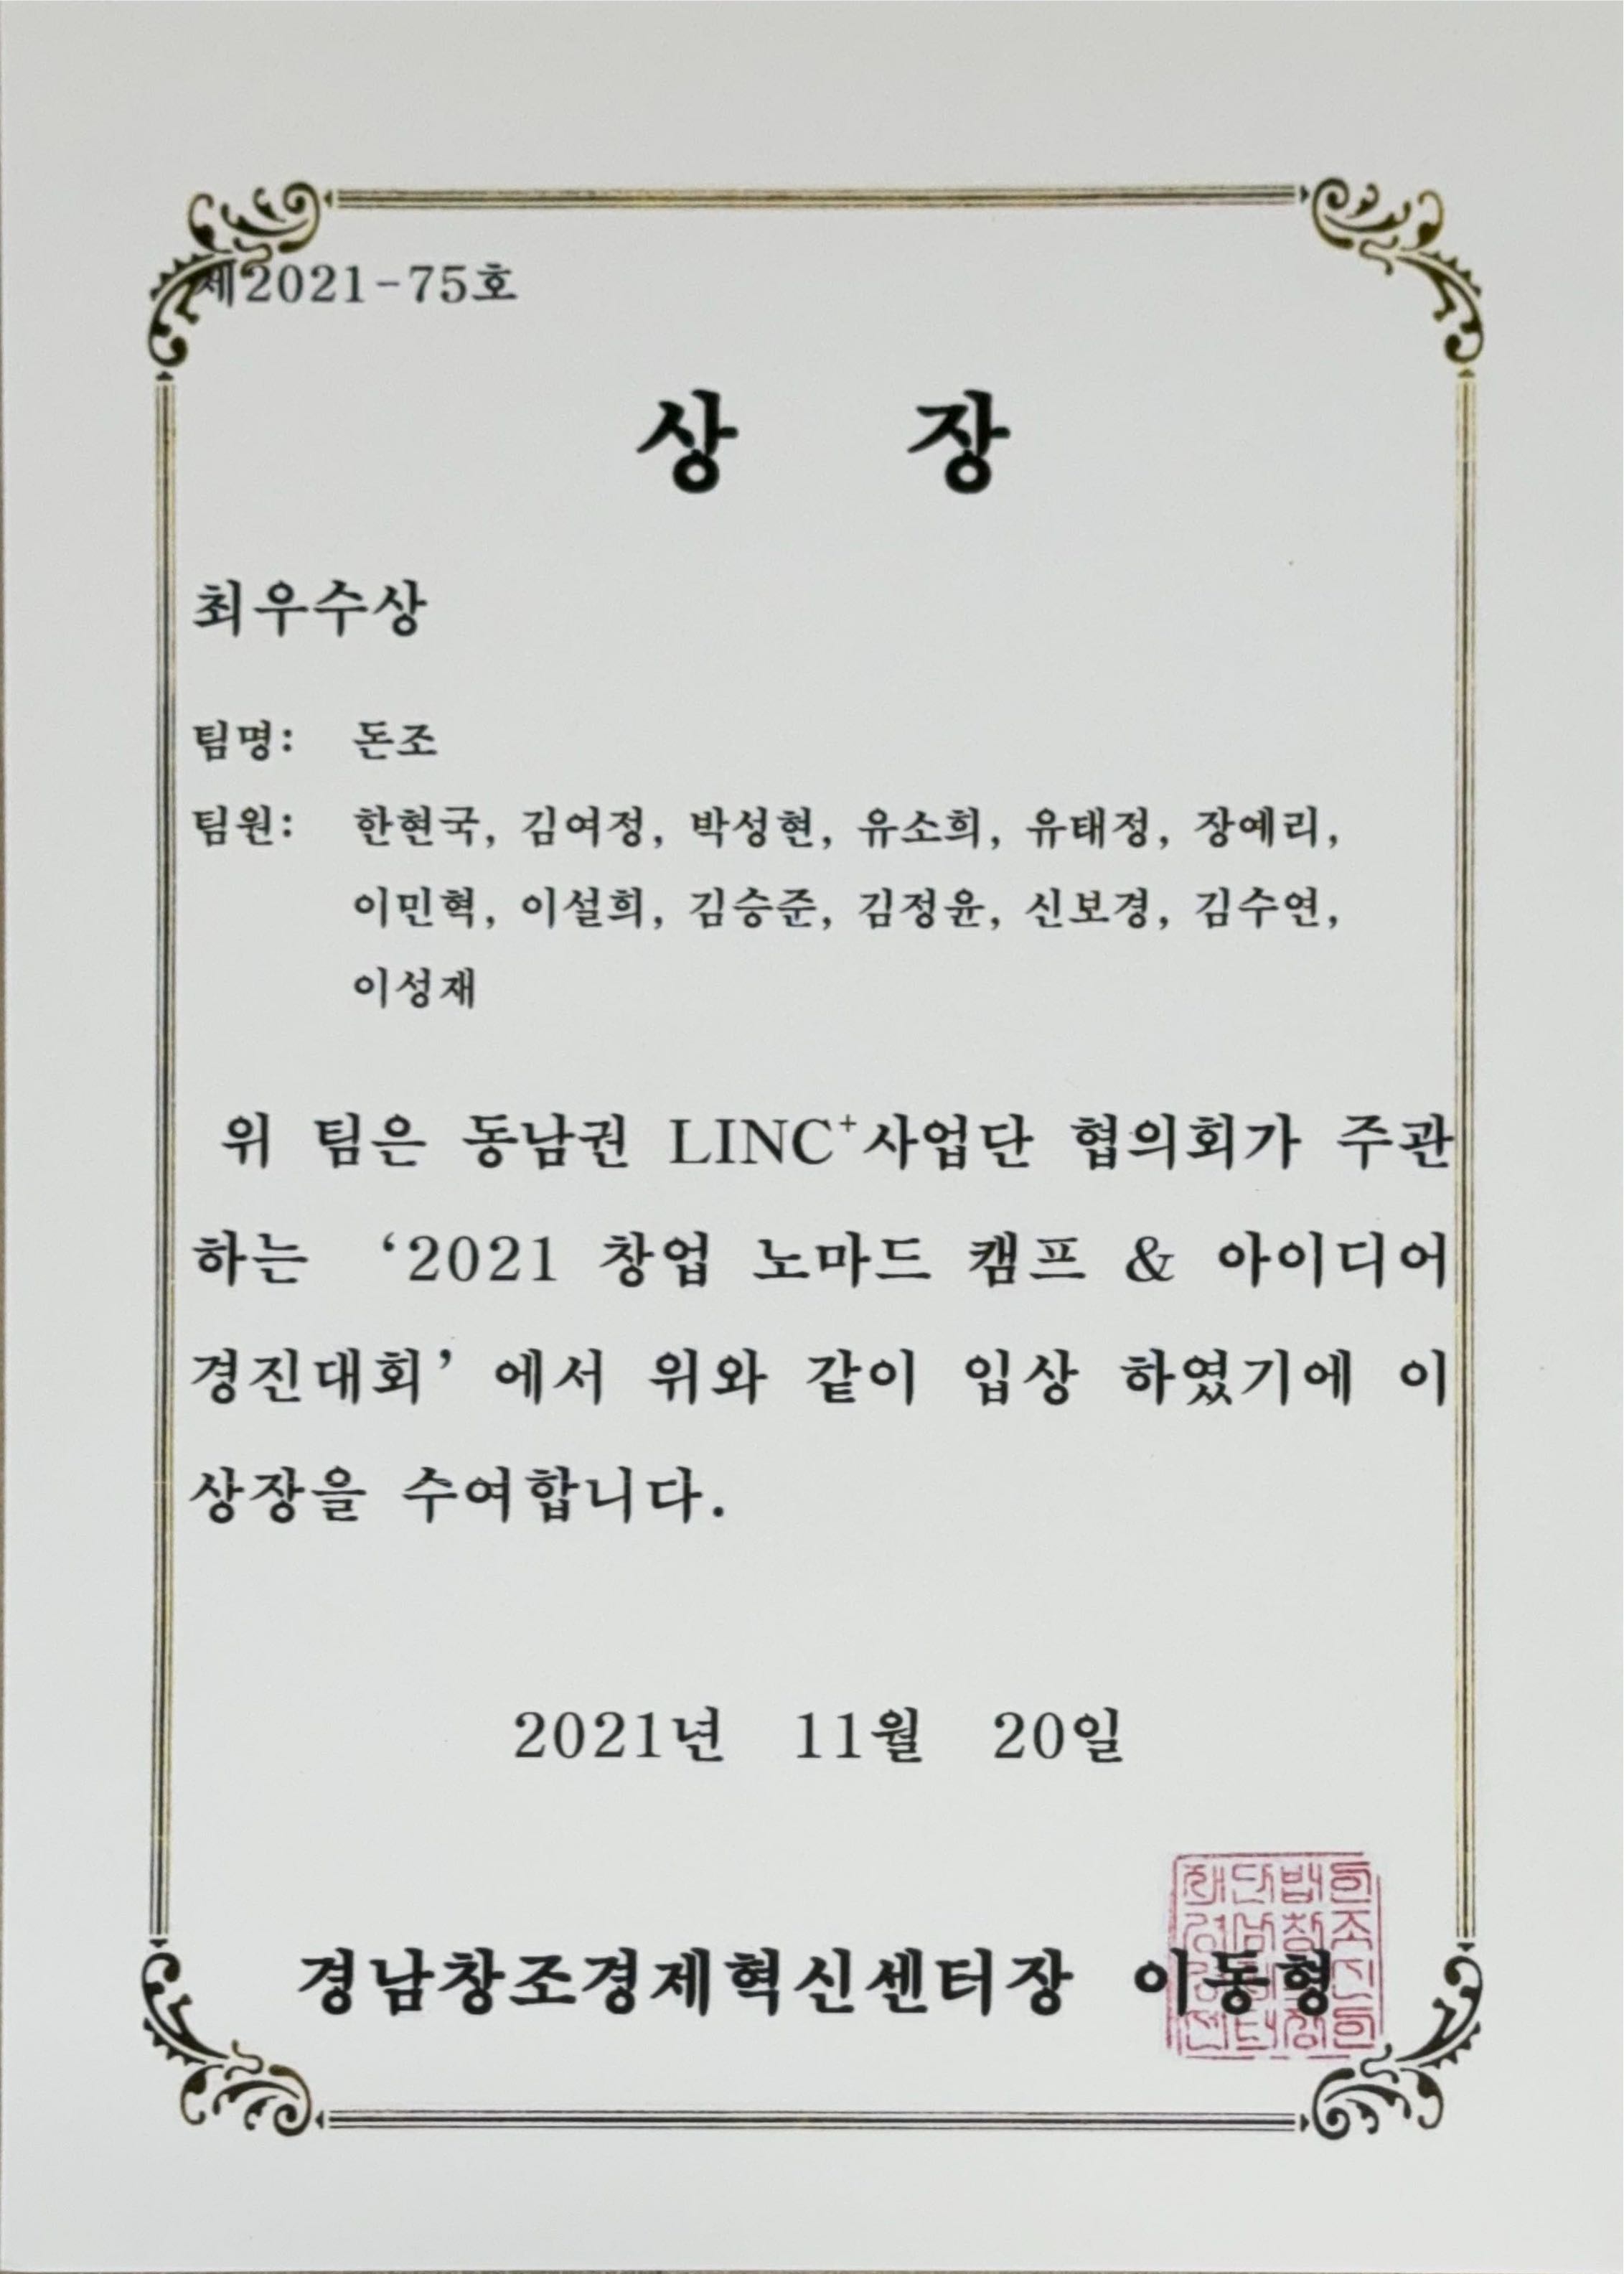 제2021-75호
상 장
최우수상
팀명: 돈조
팀원: 한현국, 김여정, 박성현, 유소희, 유태정, 장예리,
이민혁, 이설희, 김승준, 김정윤, 신보경, 김수연,
이성재
위 팀은 동남권 LINC⁺사업단 협의회가 주관
하는 ‘2021 창업 노마드 캠프 & 아이디어
경진대회’에서 위와 같이 입상 하였기에 이
상장을 수여합니다.
2021년 11월 20일
경남창조경제혁신센터장 이동형